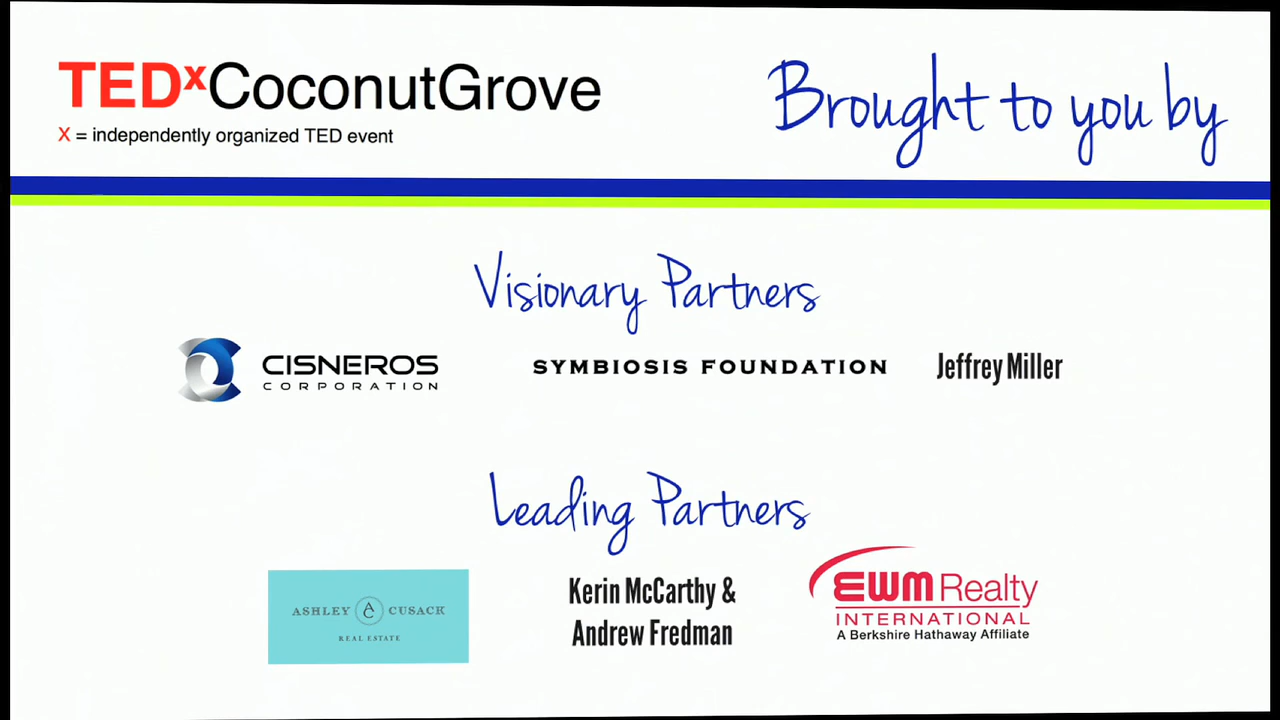 TEDxCoconutGrove
X = independently organized TED event
Brought to you by
Visionary Partners
CISNEROS
CORPORATION
SYMBIOSIS FOUNDATION
Jeffrey Miller
Leading Partners
ASHLEY AC CUSACK
REAL ESTATE
Kerin McCarthy &
Andrew Fredman
EWM Realty
INTERNATIONAL
A Berkshire Hathaway Affiliate